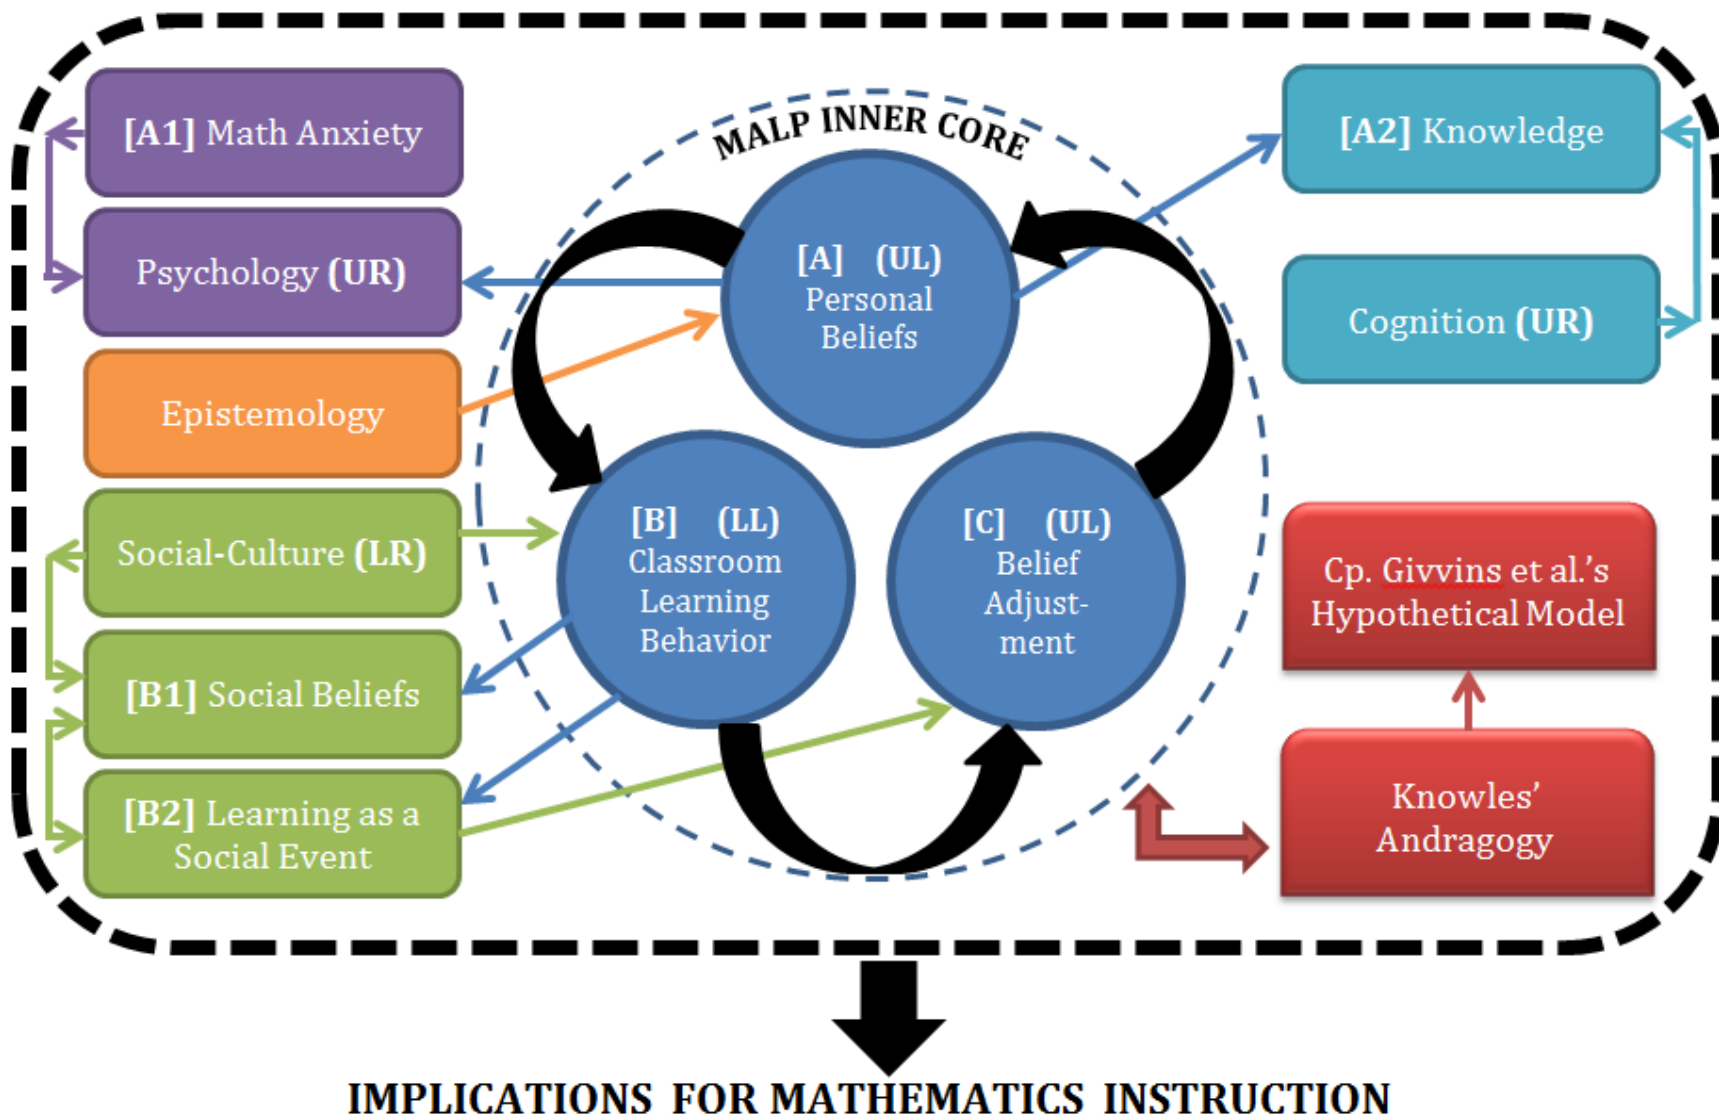 MALP INNER CORE
[A1] Math Anxiety
Psychology (UR)
Epistemology
Social-Culture (LR)
[B1] Social Beliefs
[B2] Learning as a
Social Event
[A] (UL)
Personal
Beliefs
[B] (LL)
Classroom
Learning
Behavior
[C] (UL)
Belief
Adjust-
ment
[A2] Knowledge
Cognition (UR)
Cp. Givvins et al.’s
Hypothetical Model
Knowles’
Andragogy
IMPLICATIONS FOR MATHEMATICS INSTRUCTION